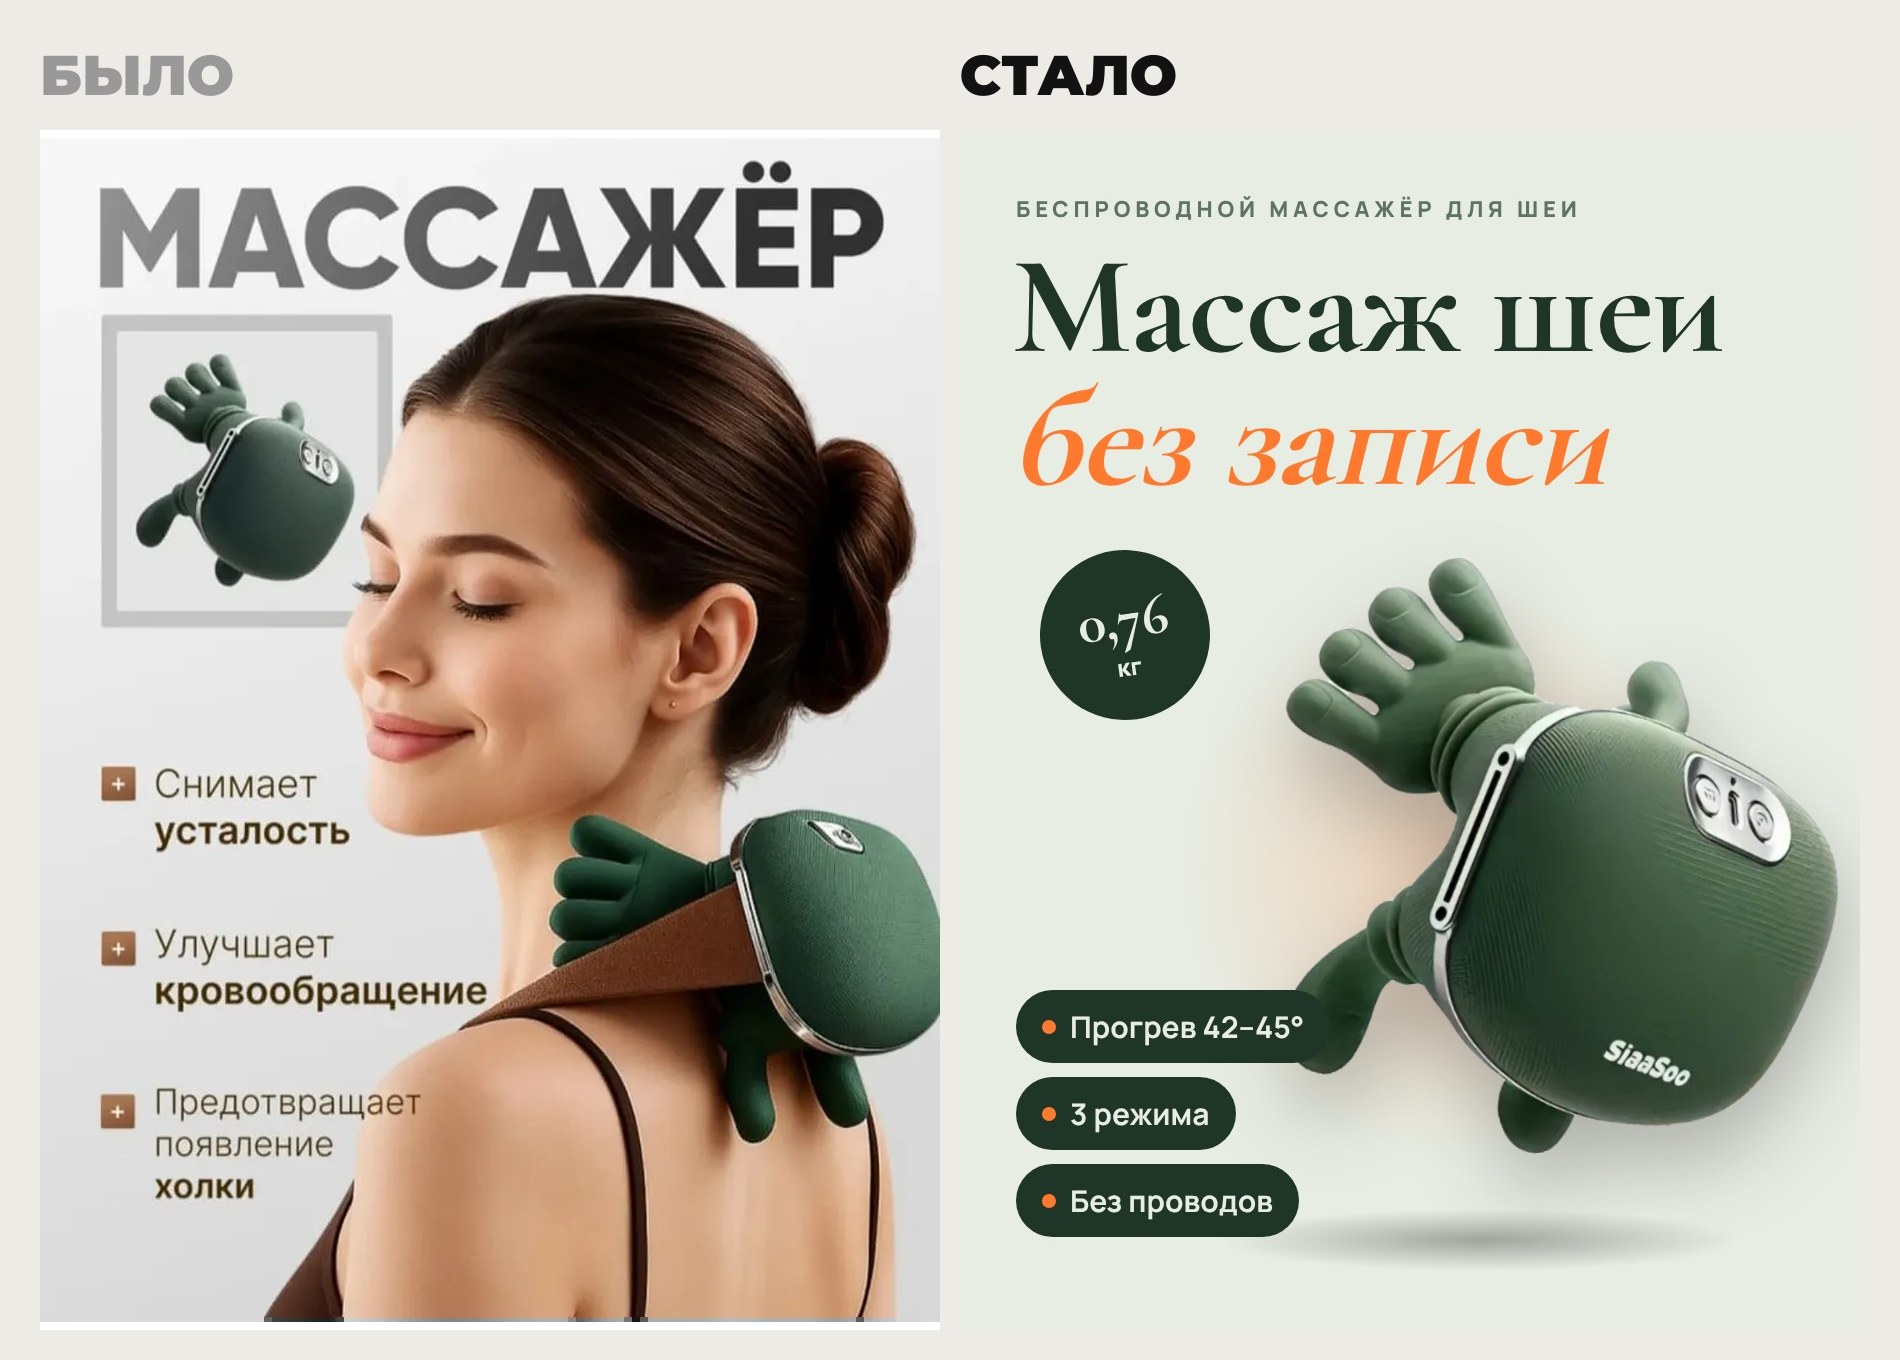 БЫЛО
МАССАЖЁР
Снимает
усталость
Улучшает
кровообращение
Предотвращает
появление
холки
СТАЛО
БЕСПРОВОДНОЙ МАССАЖЁР ДЛЯ ШЕИ
Массаж шеи
без записи
0,76
кг
Прогрев 42–45°
3 режима
Без проводов
SiaaSoo